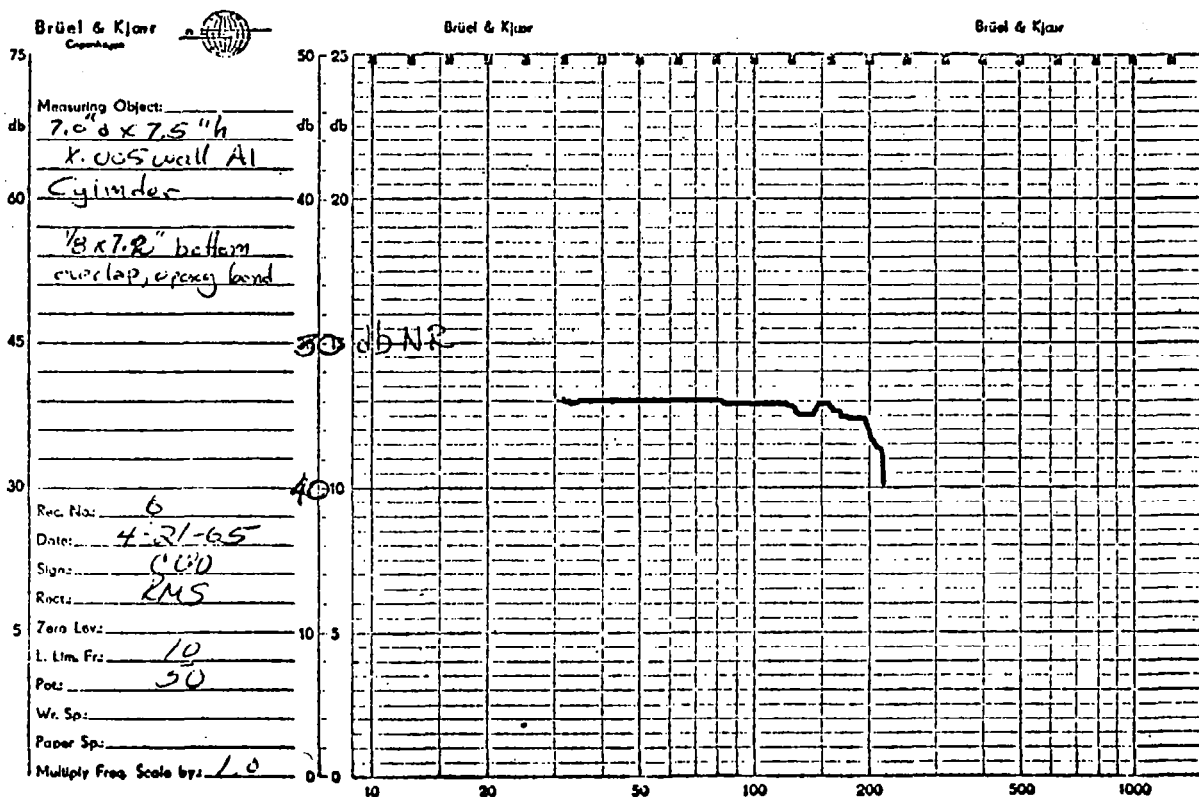 Brüel & Kjær
Copenhagen
Brüel & Kjær
Brüel & Kjær
75
50
25
Measuring Object:
db
db
db
7.0" d x 7.5" h
x .005 wall Al
Cylinder
60
40
20
1/8 x 7.2" bottom
overlap, epoxy bond
45
30 db NR
40
30
10
Rec. No.: 6
Date: 4-21-65
Sign.:
Rect.: RMS
Zero Lev.:
5
10
5
L. Lim. Fr.: 10
Pot.: 50
Wr. Sp.:
Paper Sp.:
Multiply Freq. Scale by: 1.0
0
0
10
20
50
100
200
500
1000